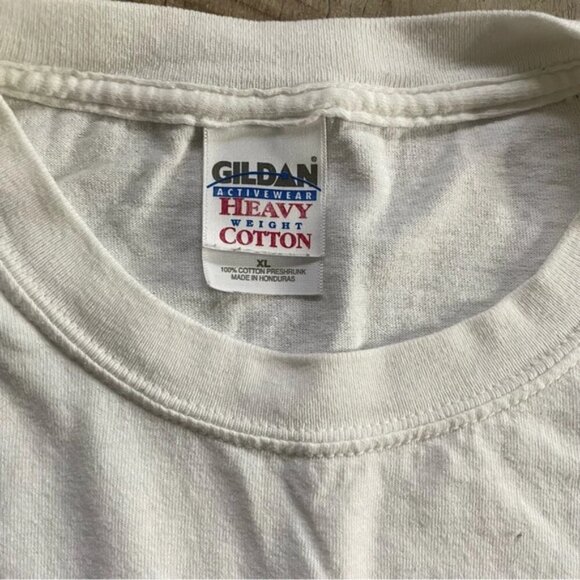 GILDAN®
ACTIVEWEAR
HEAVY
WEIGHT
COTTON
XL
100% COTTON PRESHRUNK
MADE IN HONDURAS